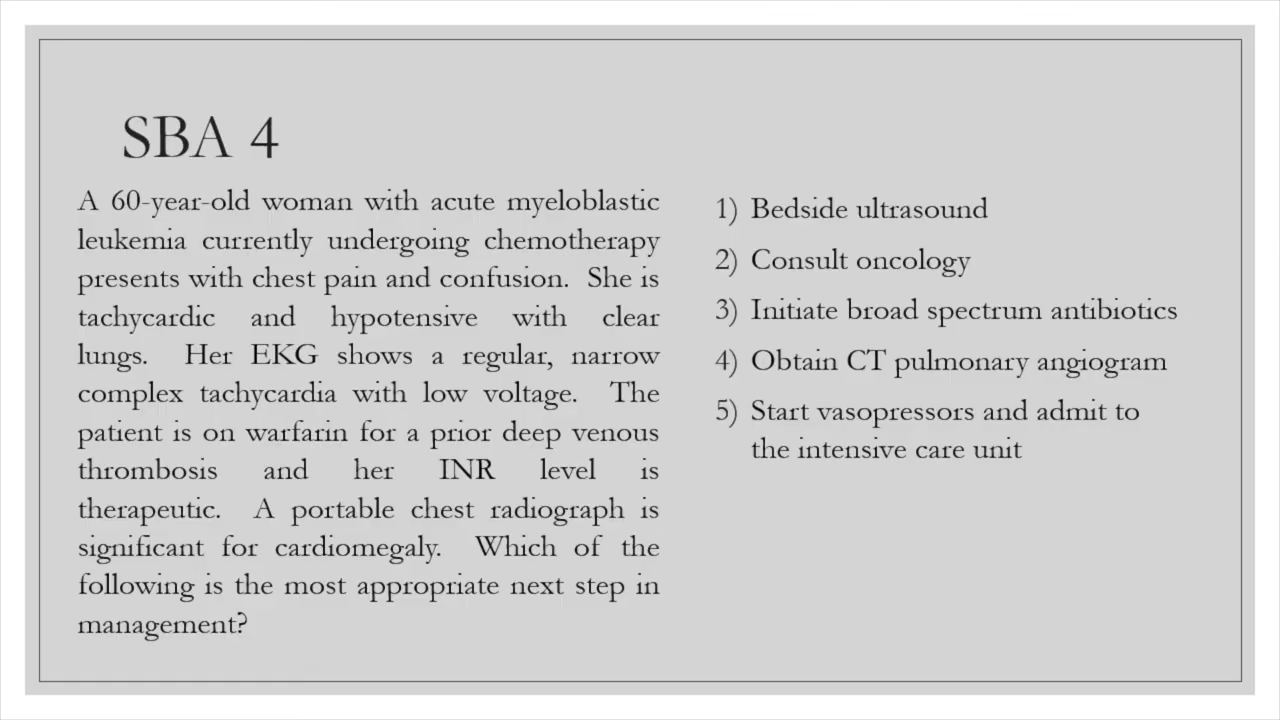 SBA 4
A 60-year-old woman with acute myeloblastic
leukemia currently undergoing chemotherapy
presents with chest pain and confusion. She is
tachycardic and hypotensive with clear
lungs. Her EKG shows a regular, narrow
complex tachycardia with low voltage. The
patient is on warfarin for a prior deep venous
thrombosis and her INR level is
therapeutic. A portable chest radiograph is
significant for cardiomegaly. Which of the
following is the most appropriate next step in
management?
1) Bedside ultrasound
2) Consult oncology
3) Initiate broad spectrum antibiotics
4) Obtain CT pulmonary angiogram
5) Start vasopressors and admit to
the intensive care unit